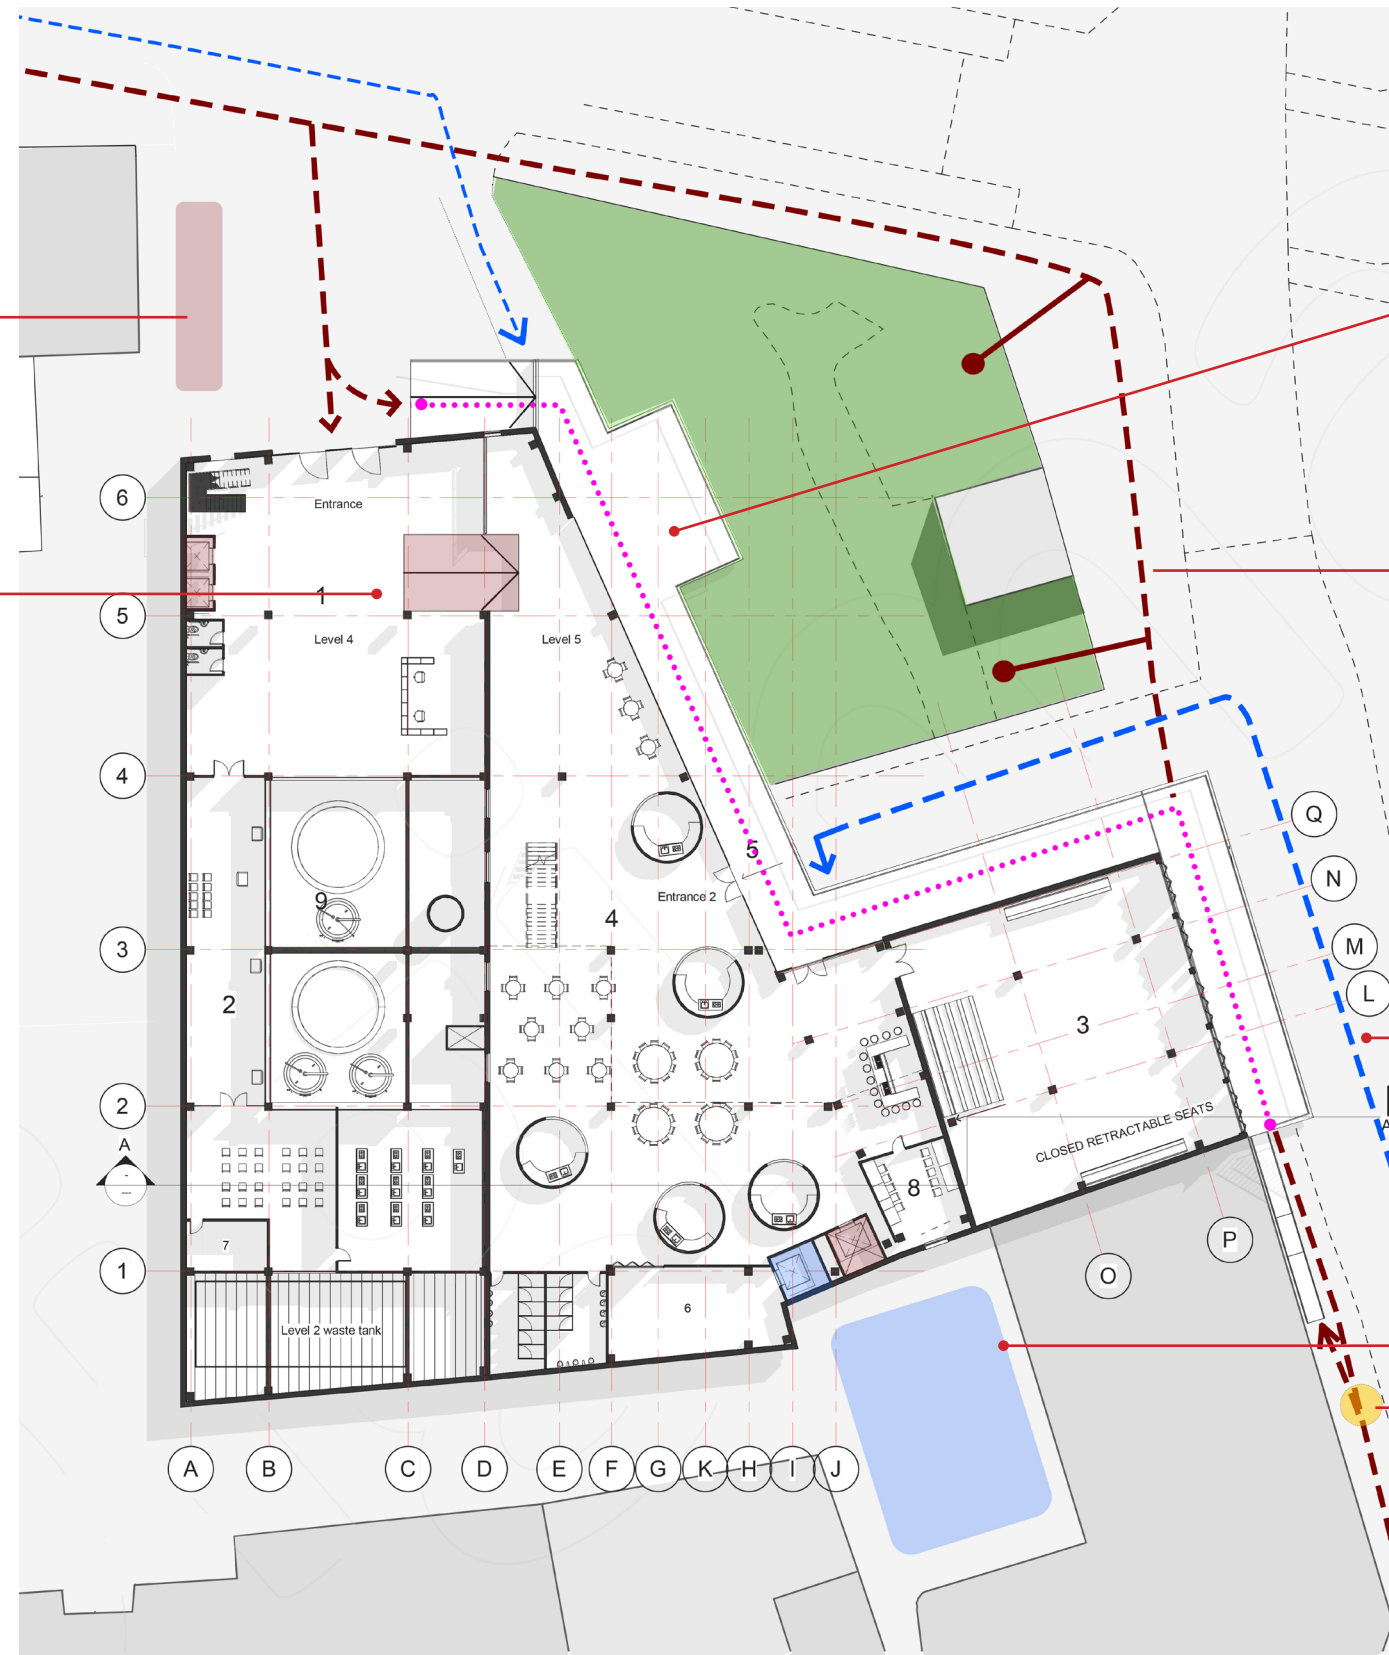 6
Entrance
1
5
Level 4
Level 5
4
Q
5
N
Entrance 2
9
4
3
M
L
2
3
2
CLOSED RETRACTABLE SEATS
A
-
---
8
P
7
1
O
6
Level 2 waste tank
A
B
C
D
E
F
G
K
H
I
J